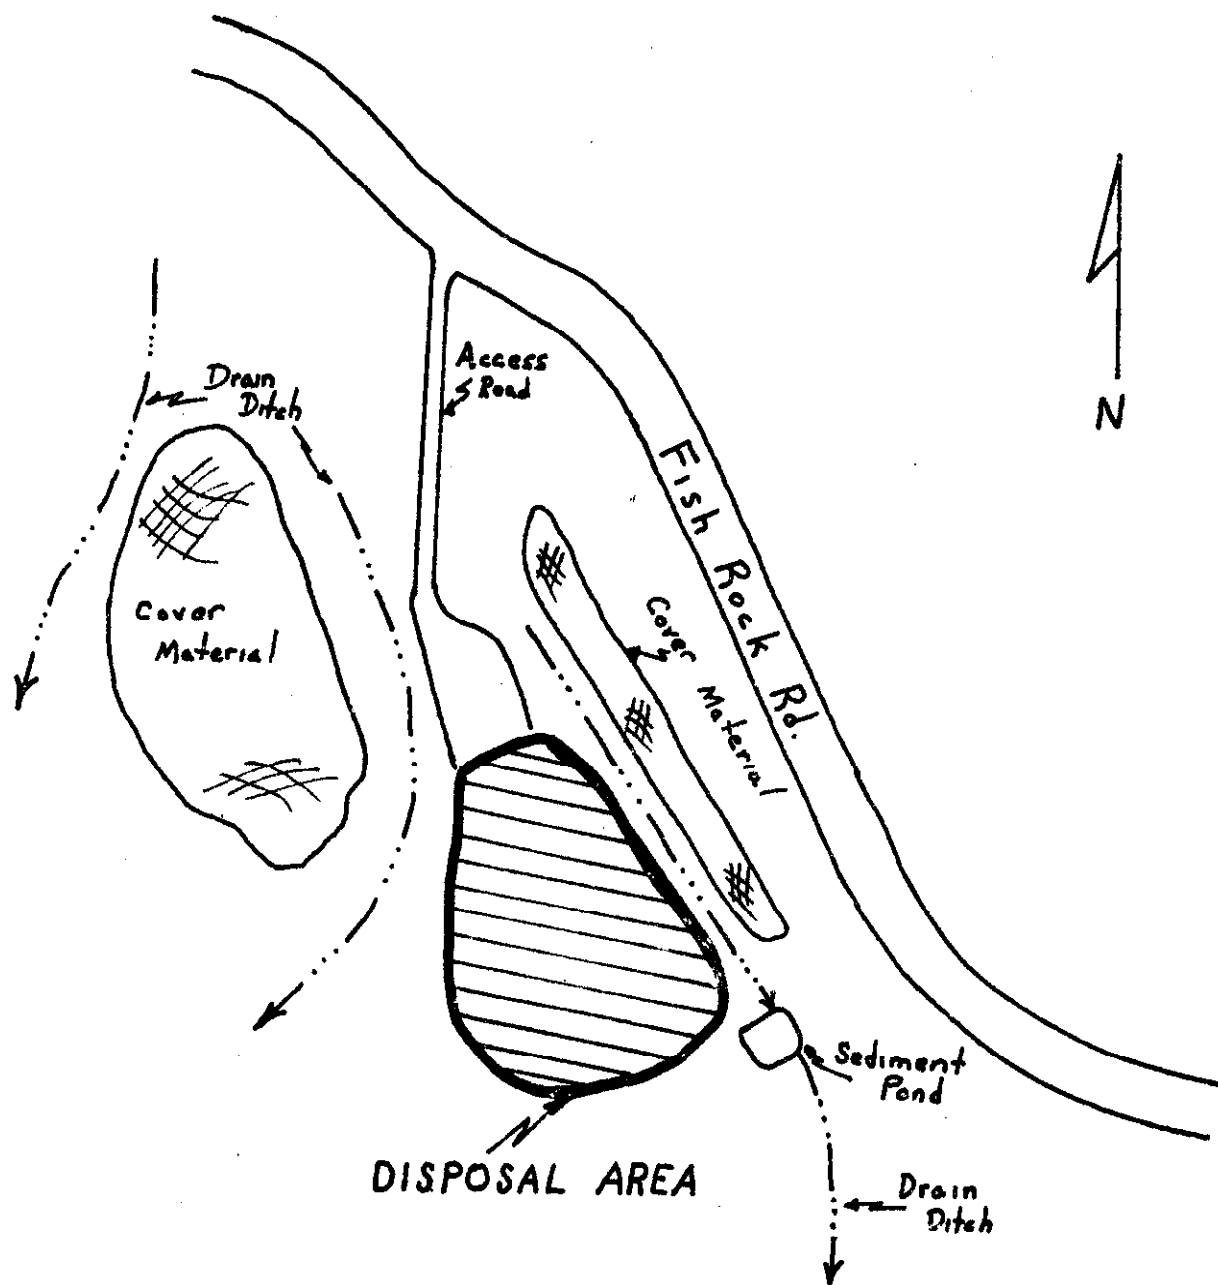 Access
Road
Drain
Ditch
N
Fish Rock Rd.
Cover
Material
Cover Material
Sediment
Pond
DISPOSAL AREA
Drain
Ditch